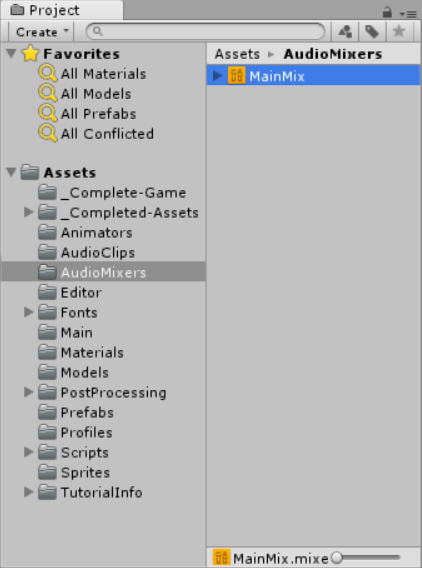 Project
Create
Favorites
All Materials
All Models
All Prefabs
All Conflicted
Assets
_Complete-Game
_Completed-Assets
Animators
AudioClips
AudioMixers
Editor
Fonts
Main
Materials
Models
PostProcessing
Prefabs
Profiles
Scripts
Sprites
TutorialInfo
Assets AudioMixers
MainMix
MainMix.mixe